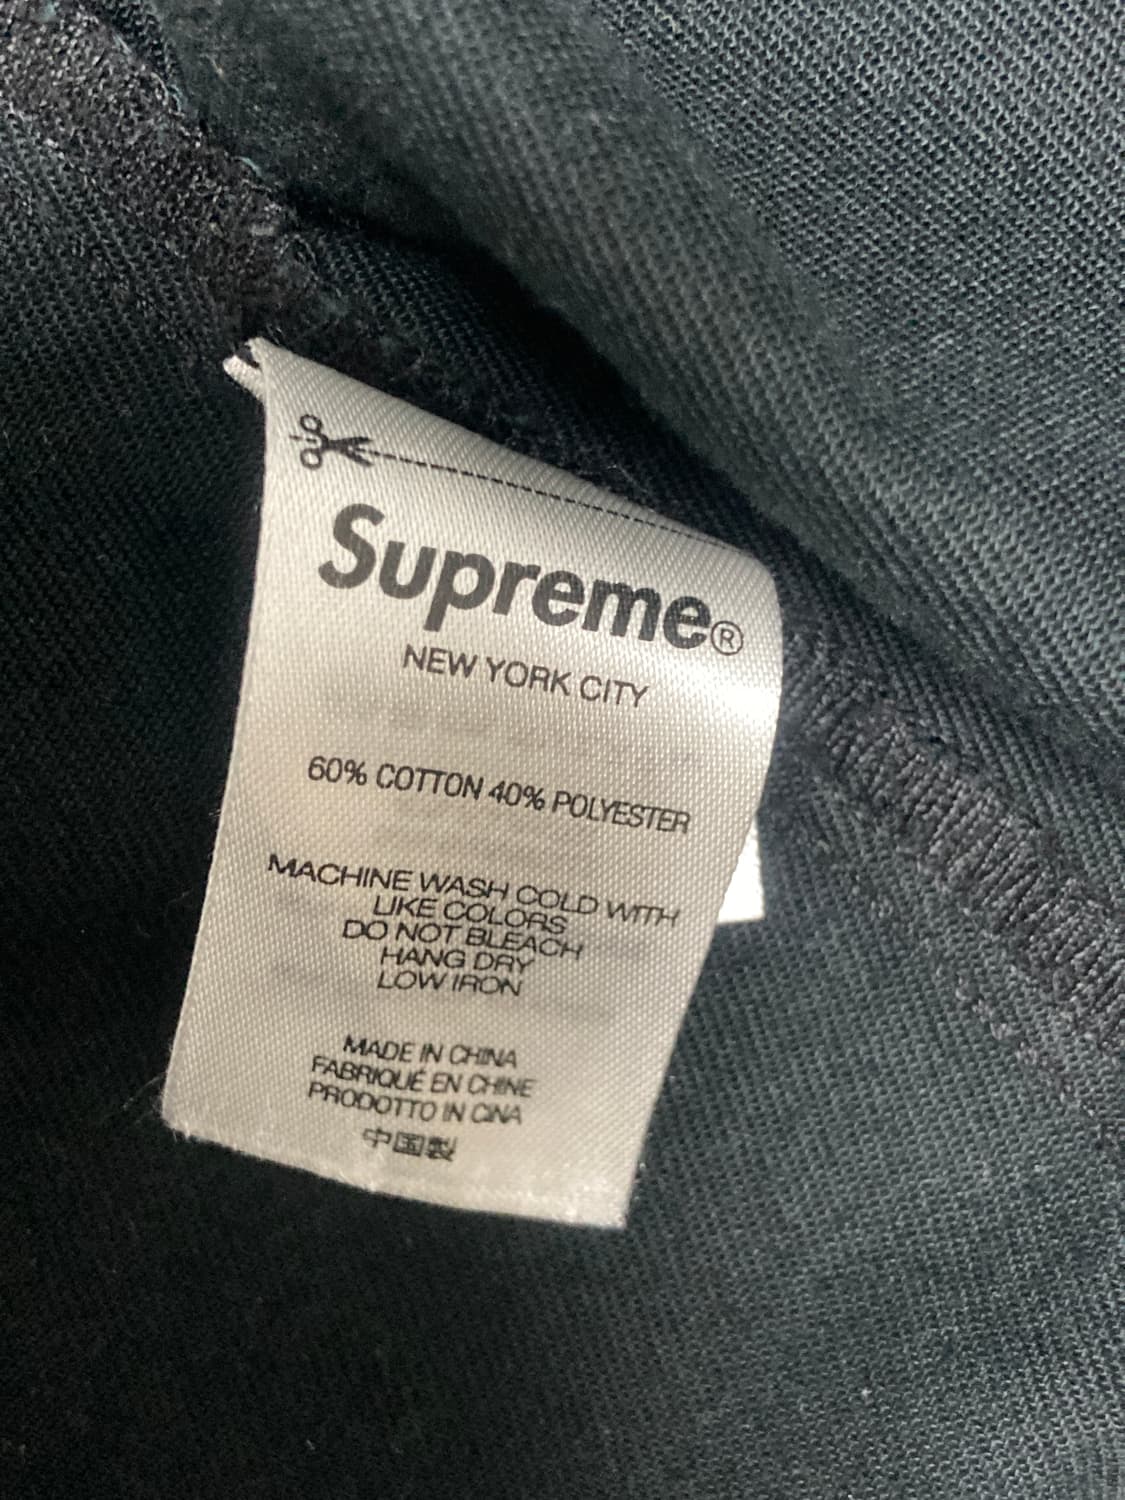 Supreme®
NEW YORK CITY
60% COTTON 40% POLYESTER
MACHINE WASH COLD WITH
LIKE COLORS
DO NOT BLEACH
HANG DRY
LOW IRON
MADE IN CHINA
FABRIQUÉ EN CHINE
PRODOTTO IN CINA
中国製